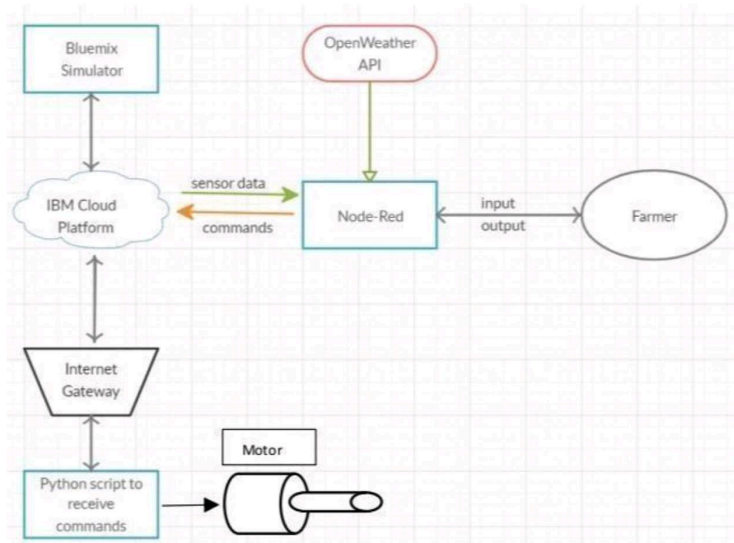 Bluemix
Simulator
OpenWeather
API
sensor data
IBM Cloud
Platform
commands
Node-Red
input
output
Farmer
Internet
Gateway
Motor
Python script to
receive
commands